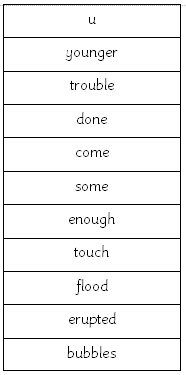 u
younger
trouble
done
come
some
enough
touch
flood
erupted
bubbles